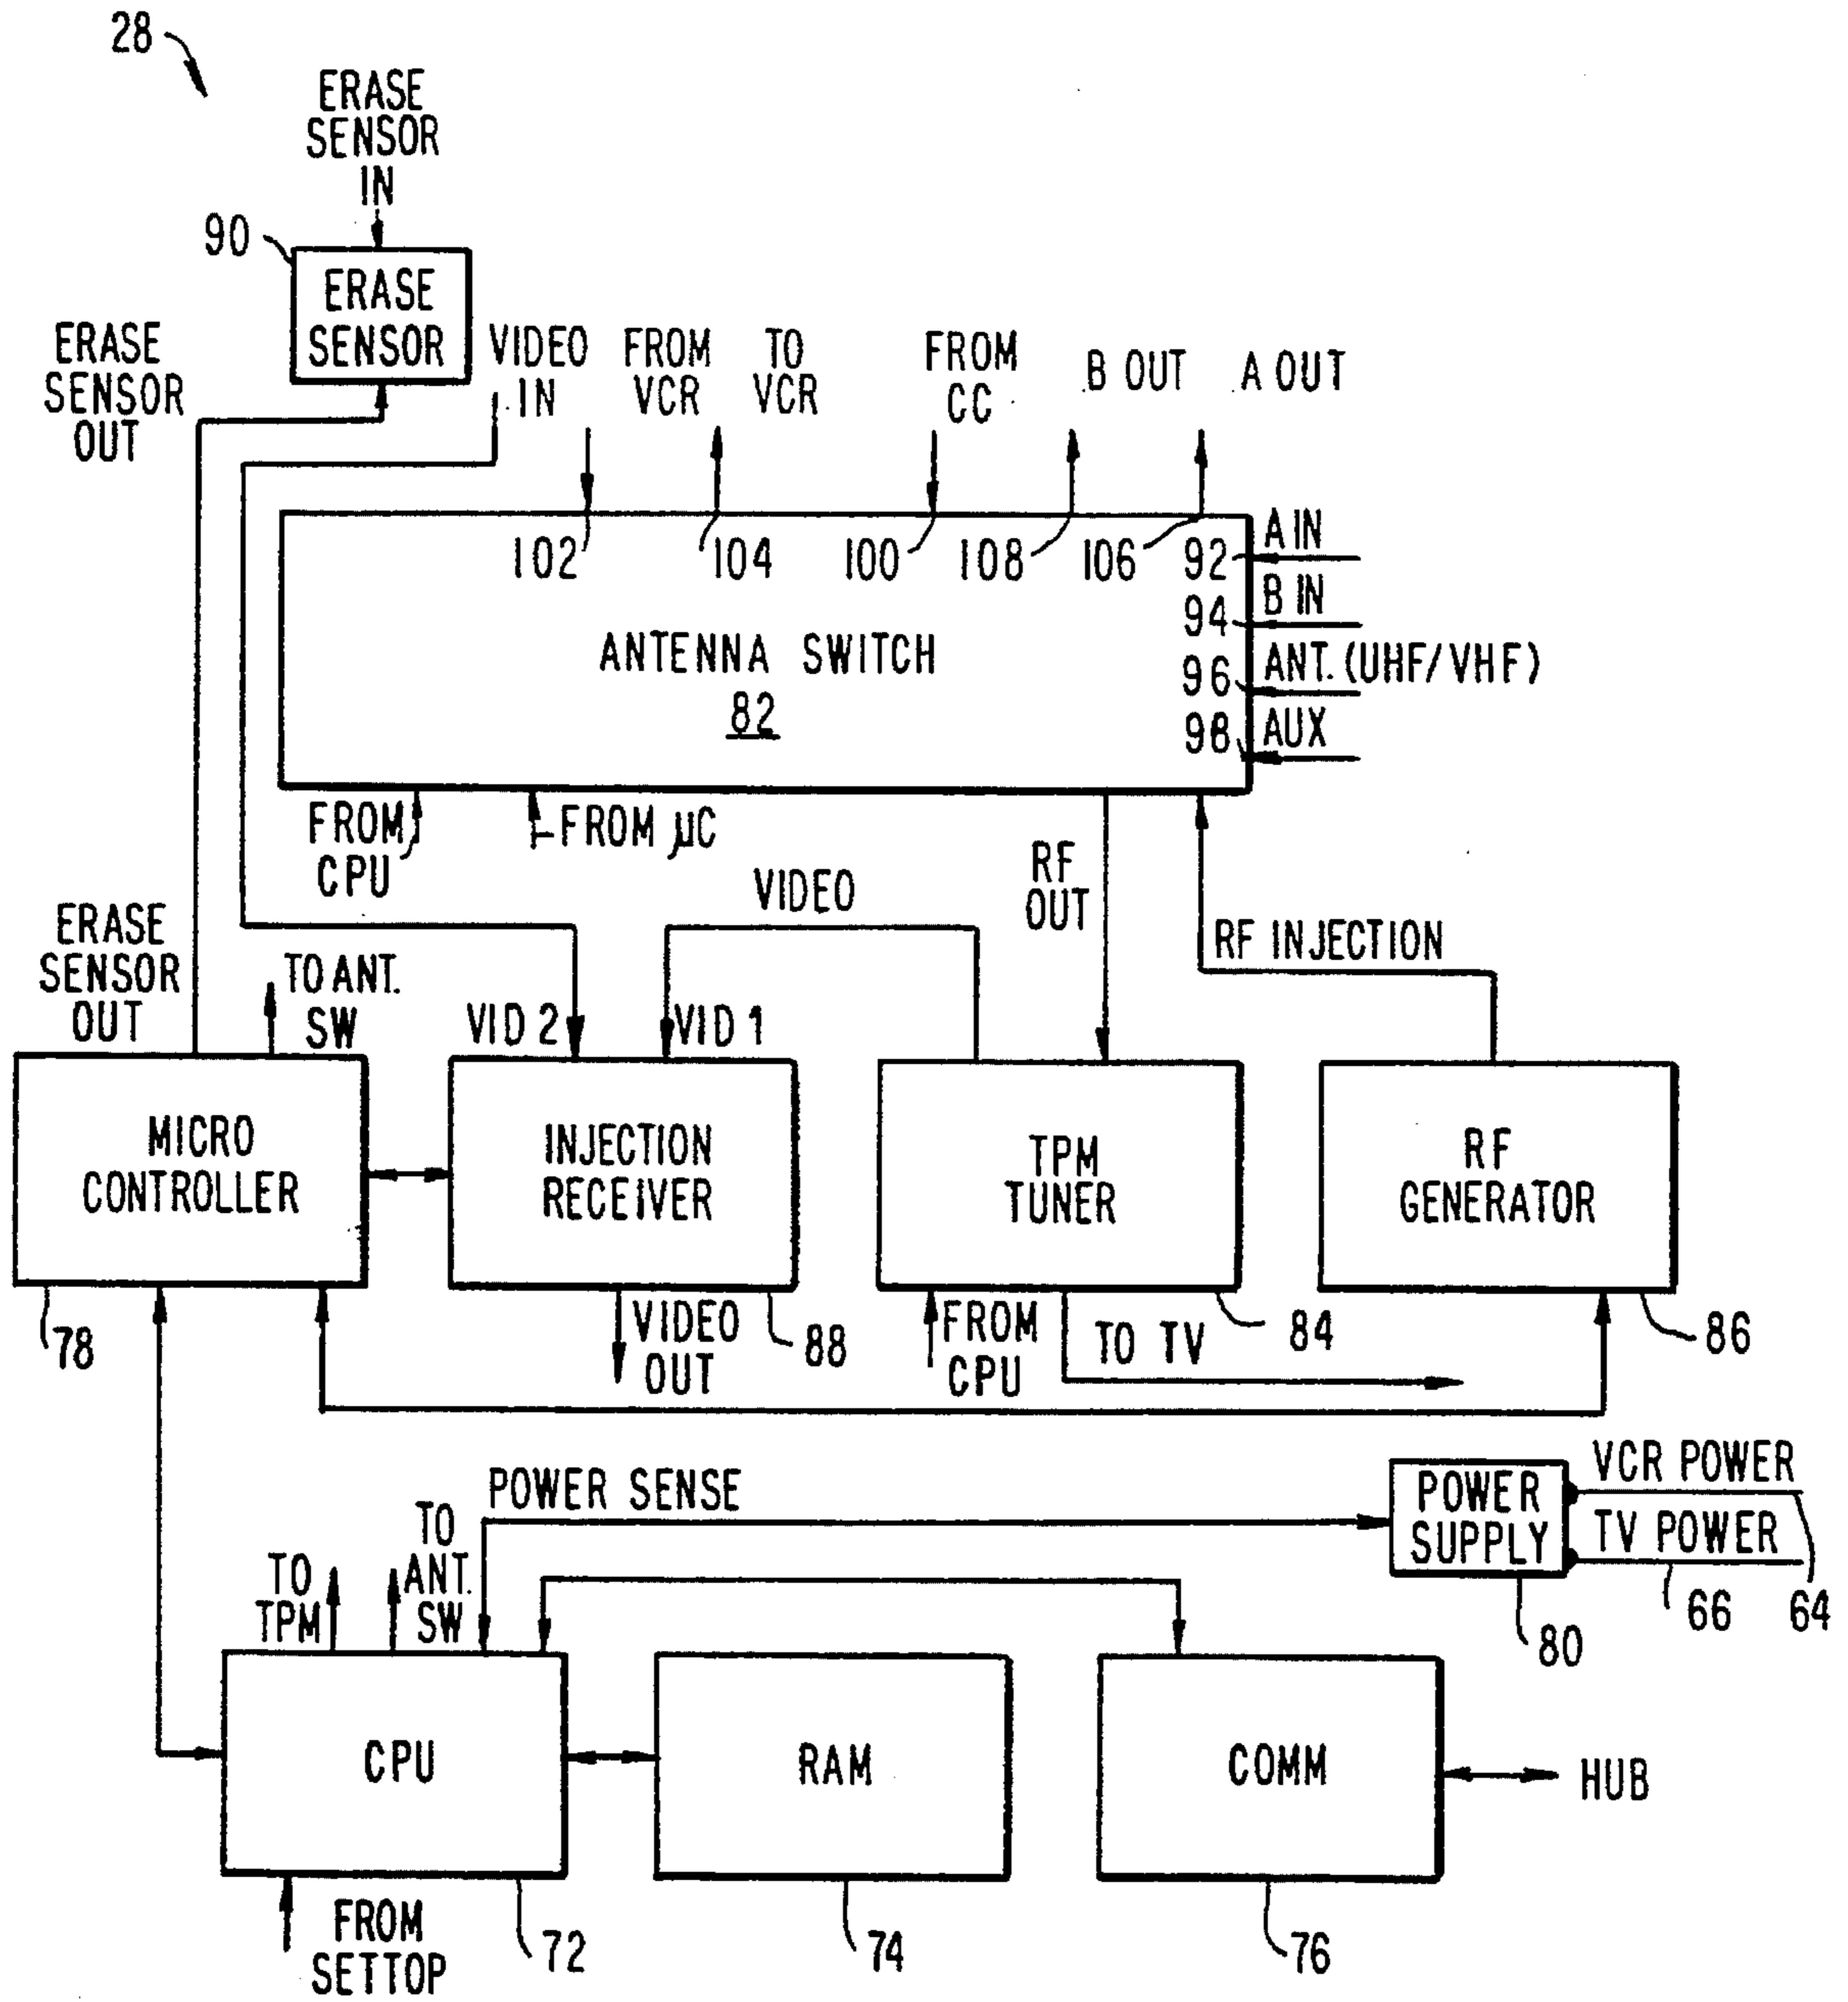 28
ERASE
SENSOR
IN
90
ERASE
SENSOR
ERASE
SENSOR
OUT
VIDEO
IN
FROM
VCR
TO
VCR
FROM
CC
B OUT
A OUT
102
104
100
108
106
92
A IN
94
B IN
96
ANT. (UHF/VHF)
98
AUX
ANTENNA SWITCH
82
FROM
CPU
FROM µC
VIDEO
RF
OUT
RF INJECTION
ERASE
SENSOR
OUT
TO ANT.
SW
VID 2
VID 1
MICRO
CONTROLLER
INJECTION
RECEIVER
TPM
TUNER
RF
GENERATOR
78
VIDEO
OUT
88
FROM
CPU
TO TV
84
86
POWER SENSE
POWER
SUPPLY
VCR POWER
TV POWER
64
66
80
TO
TPM
TO
ANT.
SW
CPU
RAM
COMM
HUB
FROM
SETTOP
72
74
76